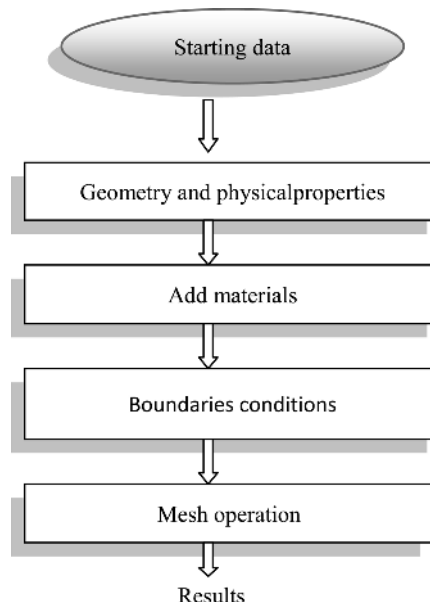 Starting data
Geometry and physicalproperties
Add materials
Boundaries conditions
Mesh operation
Results